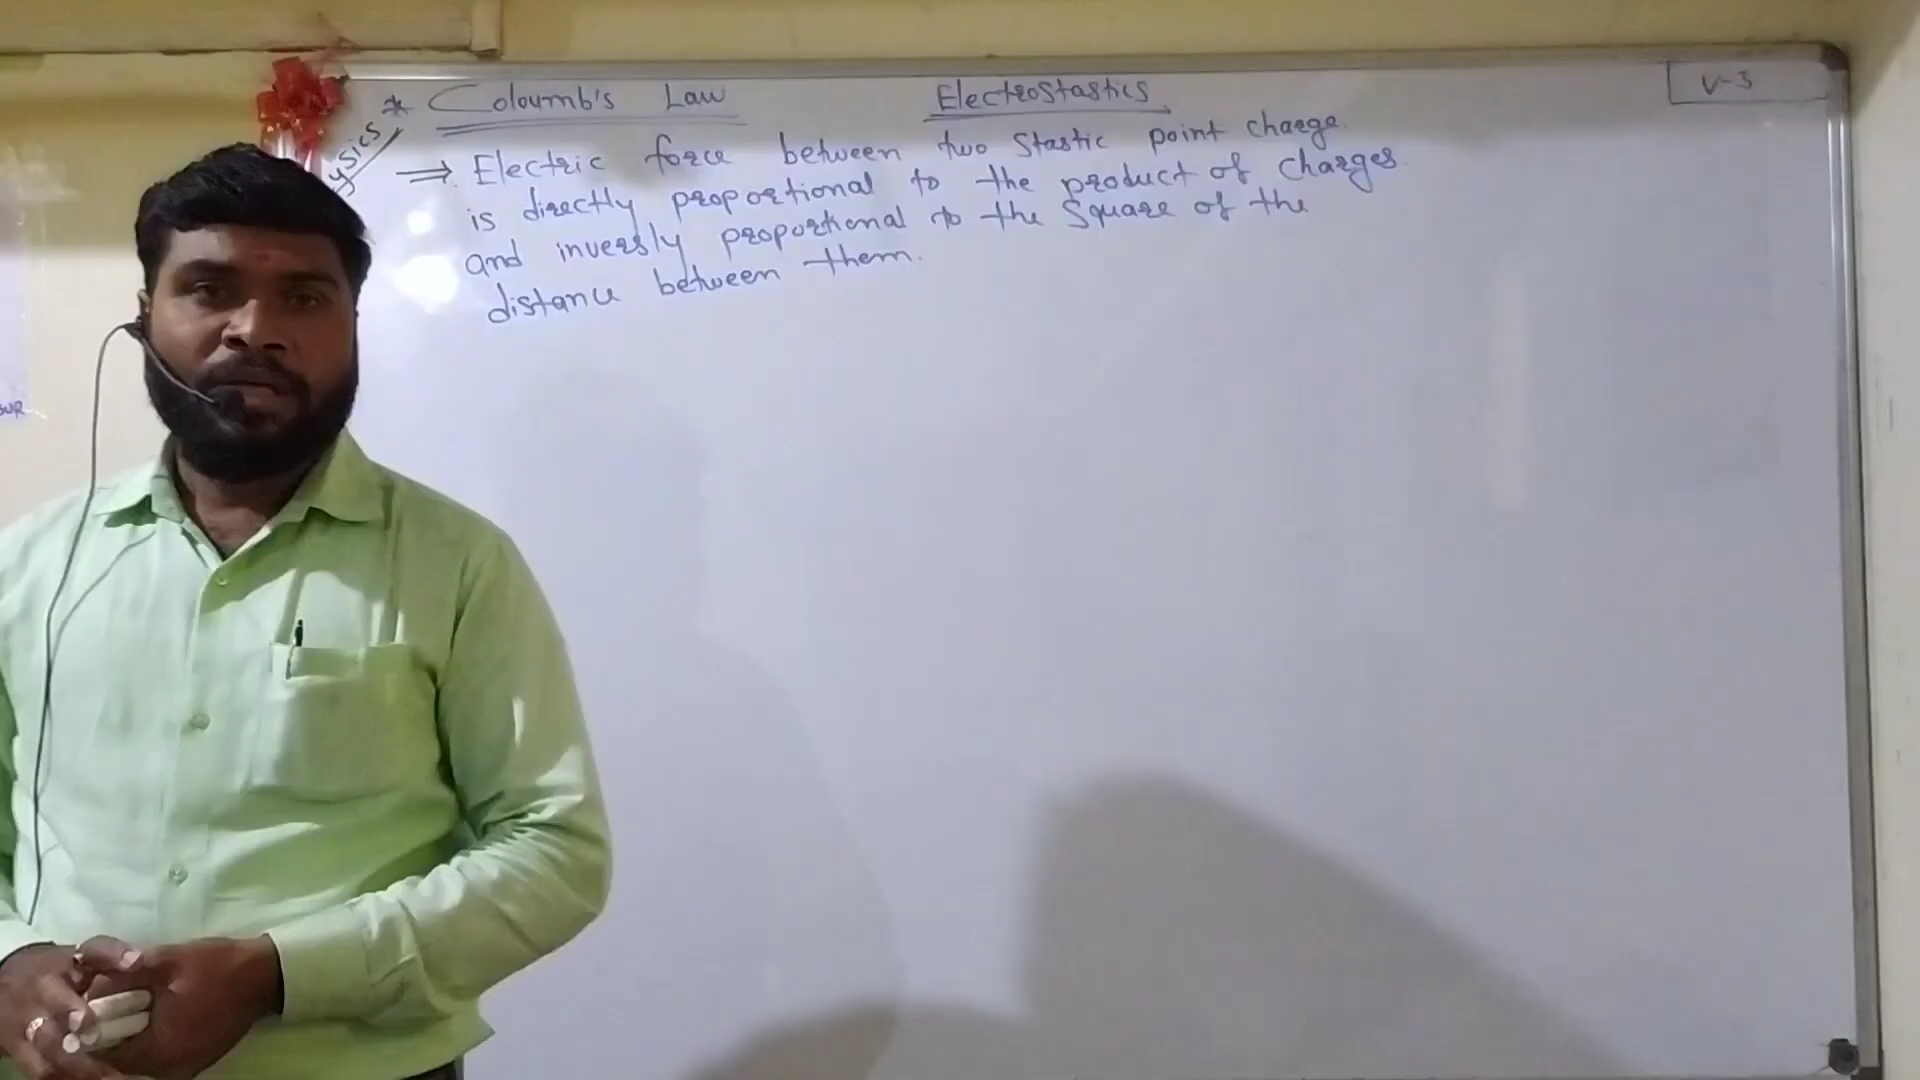 * Coloumb's Law
Electrostastics
V-3
⇒ Electric force between two stastic point charge.
is directly proportional to the product of charges.
and inversly proportional to the square of the
distance between them.